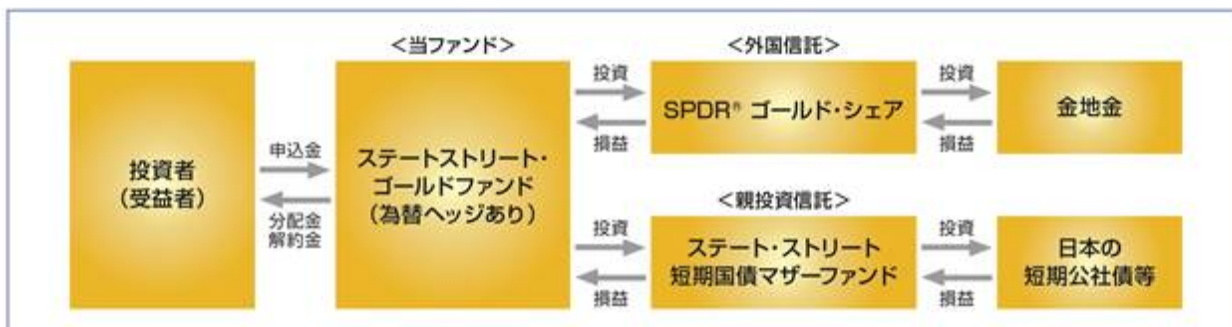 <当ファンド>
<外国信託>
投資者
(受益者)
申込金
分配金
解約金
ステートストリート・
ゴールドファンド
(為替ヘッジあり)
投資
損益
SPDR® ゴールド・シェア
投資
損益
金地金
<親投資信託>
投資
損益
ステート・ストリート
短期国債マザーファンド
投資
損益
日本の
短期公社債等